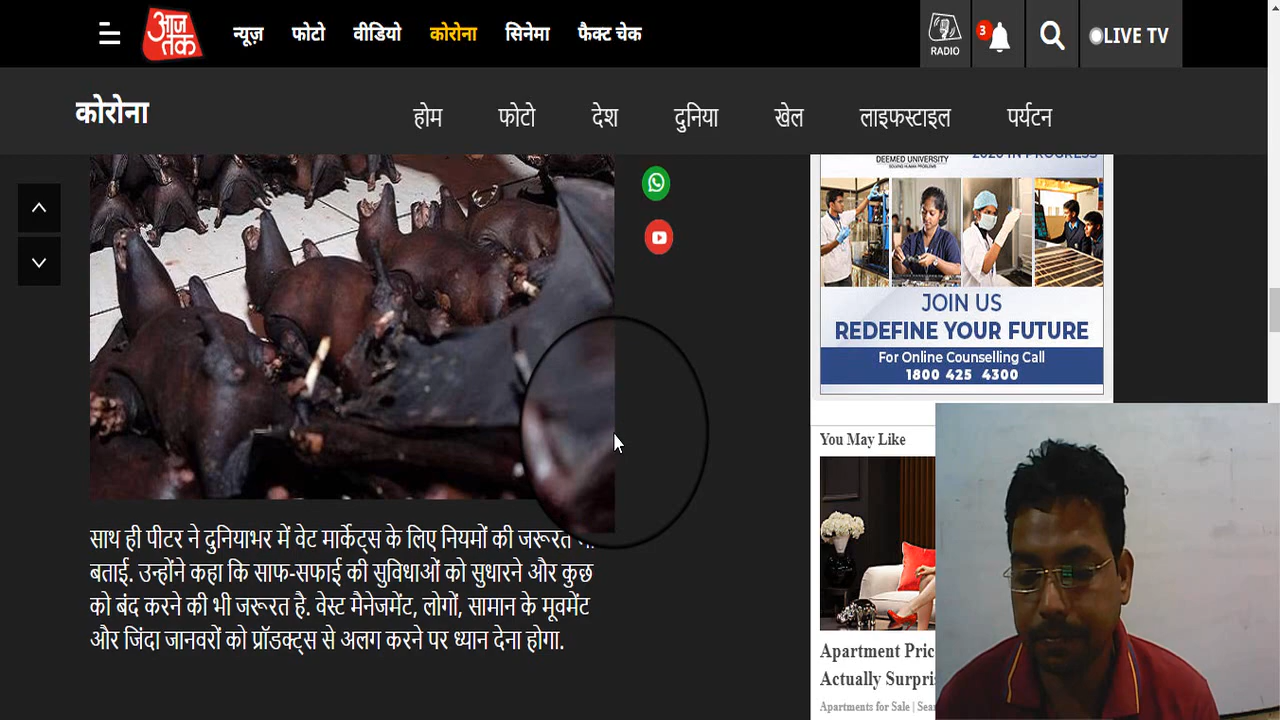 आज तक
न्यूज़ फोटो वीडियो कोरोना सिनेमा फैक्ट चेक
RADIO
3
LIVE TV
कोरोना
होम फोटो देश दुनिया खेल लाइफस्टाइल पर्यटन
DEEMED UNIVERSITY
JOIN US
REDEFINE YOUR FUTURE
For Online Counselling Call
1800 425 4300
You May Like
साथ ही पीटर ने दुनियाभर में वेट मार्केट्स के लिए नियमों की जरूरत
बताई. उन्होंने कहा कि साफ-सफाई की सुविधाओं को सुधारने और कुछ
को बंद करने की भी जरूरत है. वेस्ट मैनेजमेंट, लोगों, सामान के मूवमेंट
और जिंदा जानवरों को प्रॉडक्ट्स से अलग करने पर ध्यान देना होगा.
Apartment Pric
Actually Surpri
Apartments for Sale | Sear